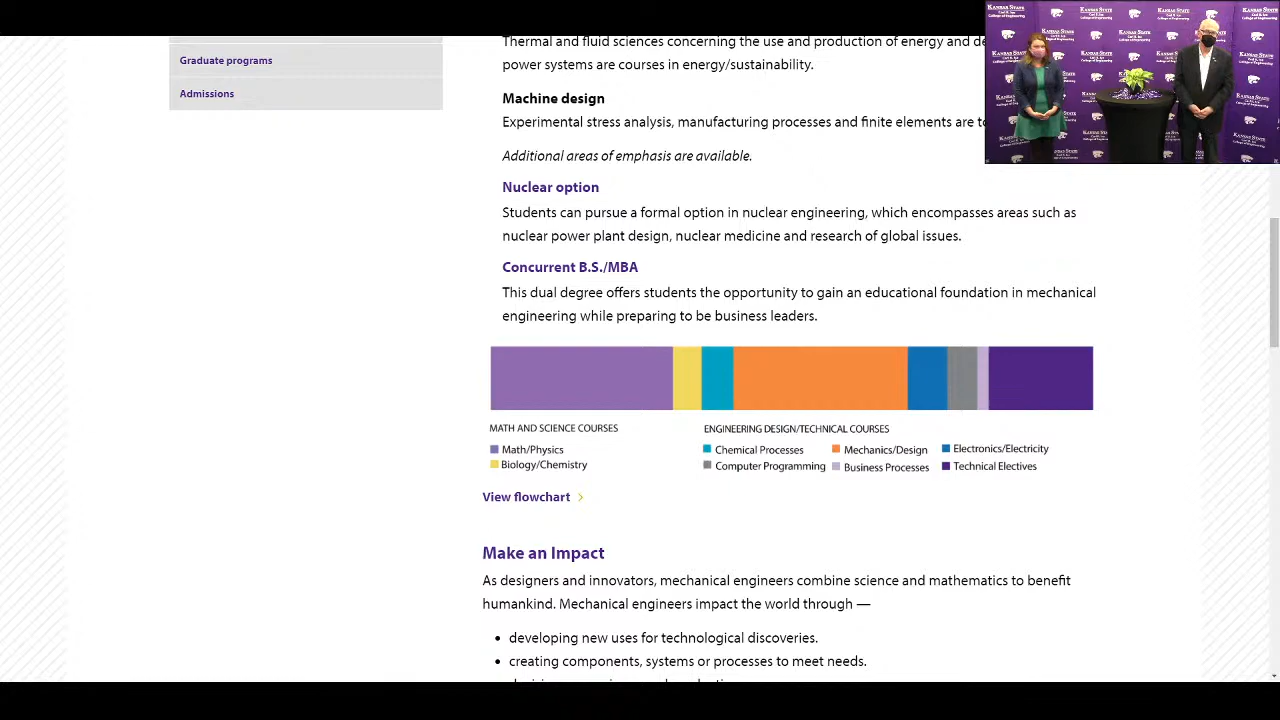 Graduate programs
Admissions
Thermal and fluid sciences concerning the use and production of energy and de
power systems are courses in energy/sustainability.
Machine design
Experimental stress analysis, manufacturing processes and finite elements are to
Additional areas of emphasis are available.
Nuclear option
Students can pursue a formal option in nuclear engineering, which encompasses areas such as
nuclear power plant design, nuclear medicine and research of global issues.
Concurrent B.S./MBA
This dual degree offers students the opportunity to gain an educational foundation in mechanical
engineering while preparing to be business leaders.
MATH AND SCIENCE COURSES
Math/Physics
Biology/Chemistry
ENGINEERING DESIGN/TECHNICAL COURSES
Chemical Processes
Mechanics/Design
Electronics/Electricity
Computer Programming
Business Processes
Technical Electives
View flowchart
Make an Impact
As designers and innovators, mechanical engineers combine science and mathematics to benefit
humankind. Mechanical engineers impact the world through —
developing new uses for technological discoveries.
creating components, systems or processes to meet needs.
KANSAS STATE
Carl R. Ice
College of Engineering